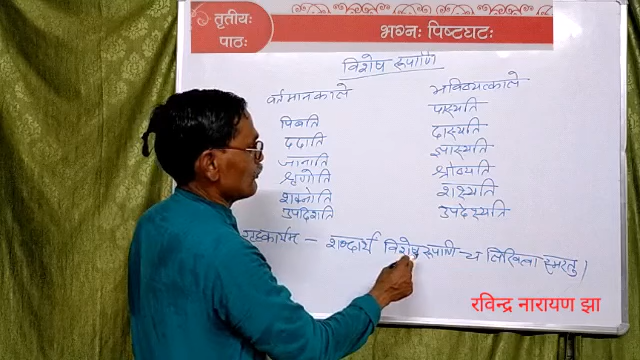 तृतीयः
पाठः
भग्नः पिष्टघटः
विशेष रूपाणि
वर्तमानकाले भविष्यत्काले
पिबति पास्यति
ददाति दास्यति
जानाति ज्ञास्यति
श्रृणोति श्रोष्यति
शक्नोति शक्ष्यति
उपदिशति उपदेक्ष्यति
गृहकार्यम - शब्दार्थ विशेष रूपाणि च लिखित्वा स्मरतु।
रविन्द्र नारायण झा